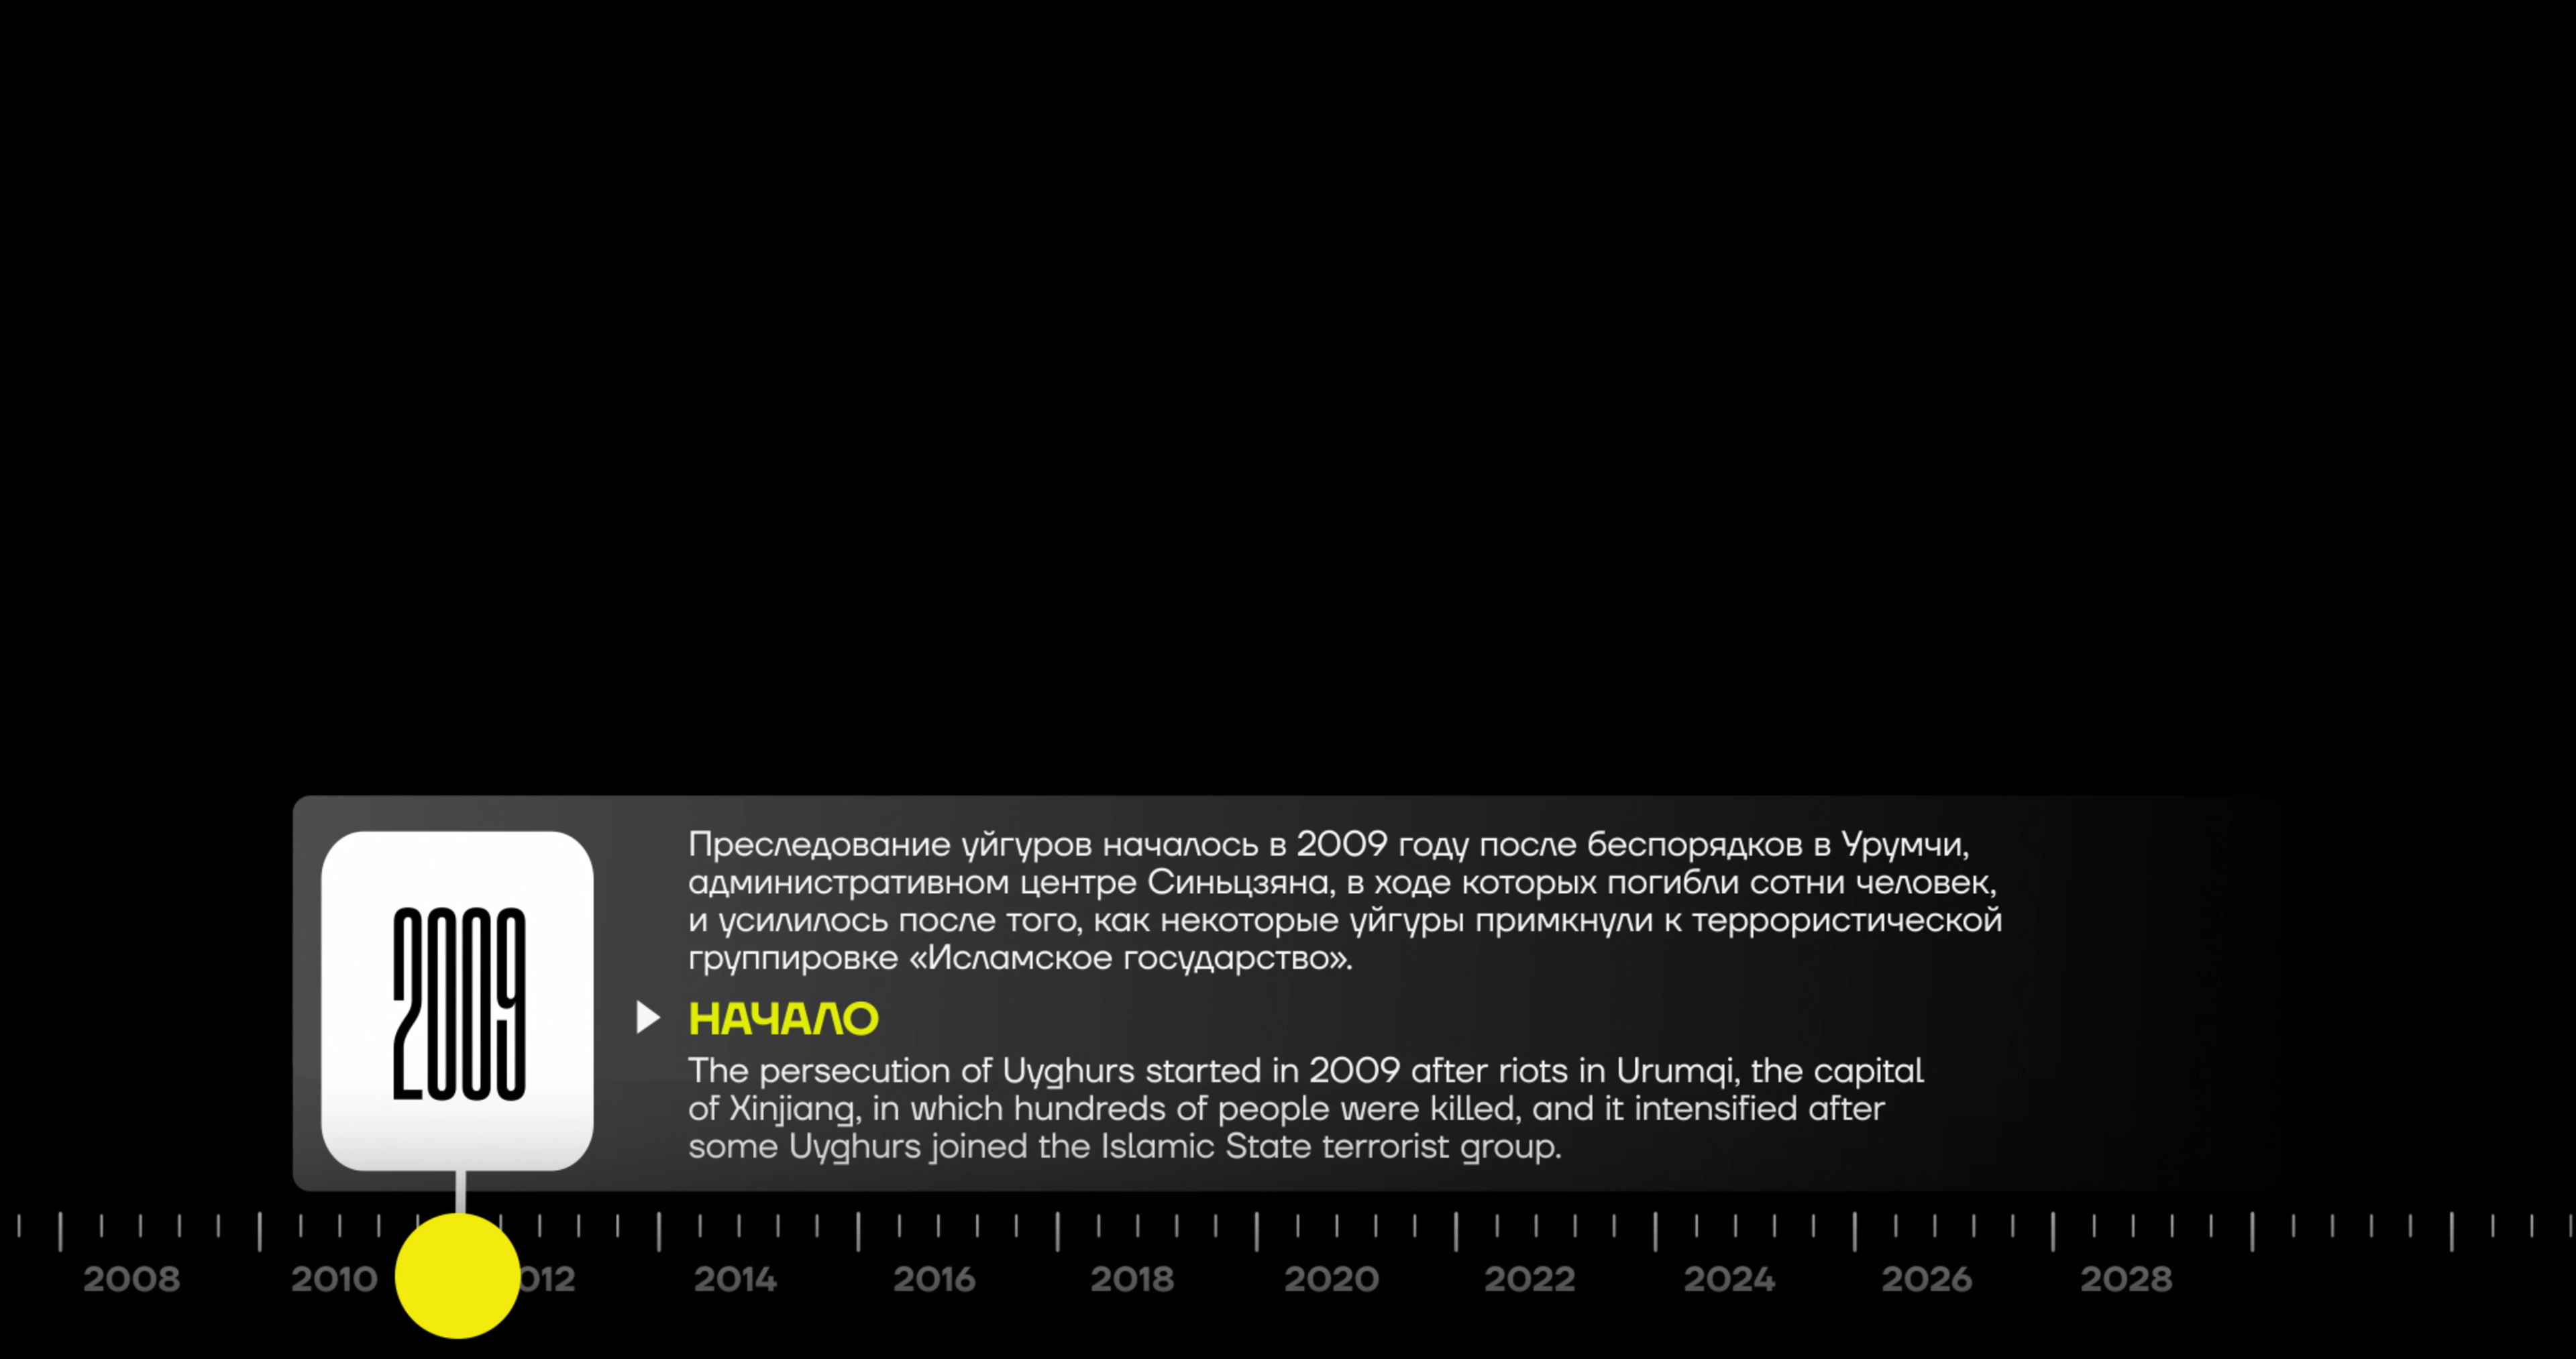 2009
Преследование уйгуров началось в 2009 году после беспорядков в Урумчи,
административном центре Синьцзяна, в ходе которых погибли сотни человек,
и усилилось после того, как некоторые уйгуры примкнули к террористической
группировке «Исламское государство».
НАЧАЛО
The persecution of Uyghurs started in 2009 after riots in Urumqi, the capital
of Xinjiang, in which hundreds of people were killed, and it intensified after
some Uyghurs joined the Islamic State terrorist group.
2008 2010 012 2014 2016 2018 2020 2022 2024 2026 2028